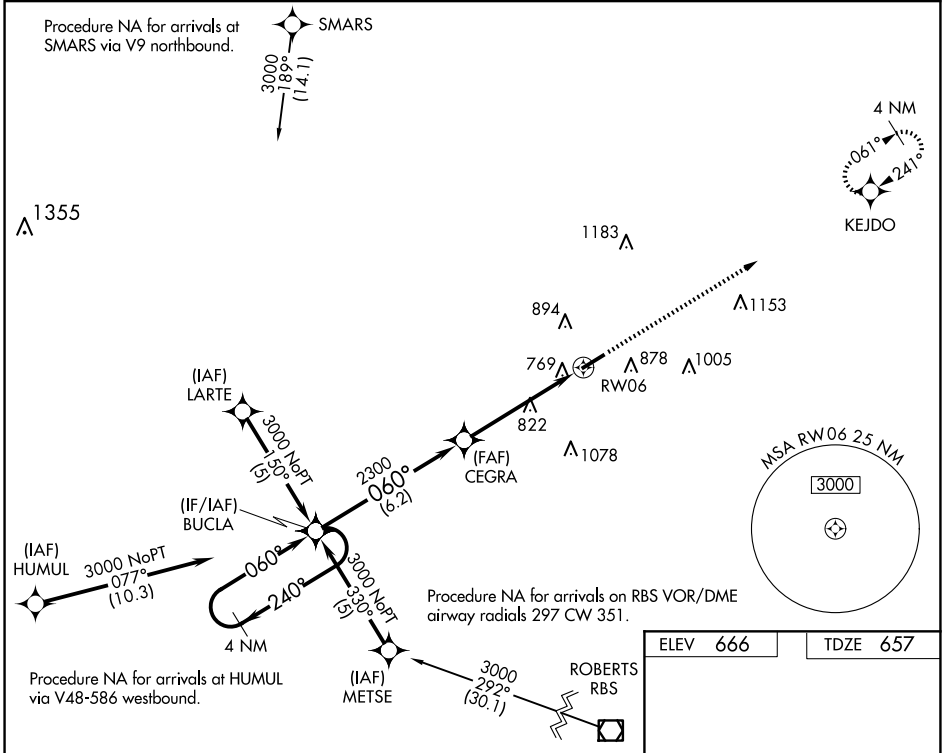 Procedure NA for arrivals at
SMARS via V9 northbound.
SMARS
3000
189°
(14.1)
4 NM
061°
241°
KEJDO
1355
1183
1153
894
769
878
1005
RW06
822
1078
(IAF)
LARTE
3000 NoPT
150°
(5)
(FAF)
CEGRA
2300
060°
(6.2)
MSA RW06 25 NM
3000
(IF/IAF)
BUCLA
(IAF)
HUMUL
3000 NoPT
077°
(10.3)
060°
240°
4 NM
3000 NoPT
330°
(5)
Procedure NA for arrivals on RBS VOR/DME
airway radials 297 CW 351.
Procedure NA for arrivals at HUMUL
via V48-586 westbound.
(IAF)
METSE
3000
292°
(30.1)
ROBERTS
RBS
ELEV 666
TDZE 657